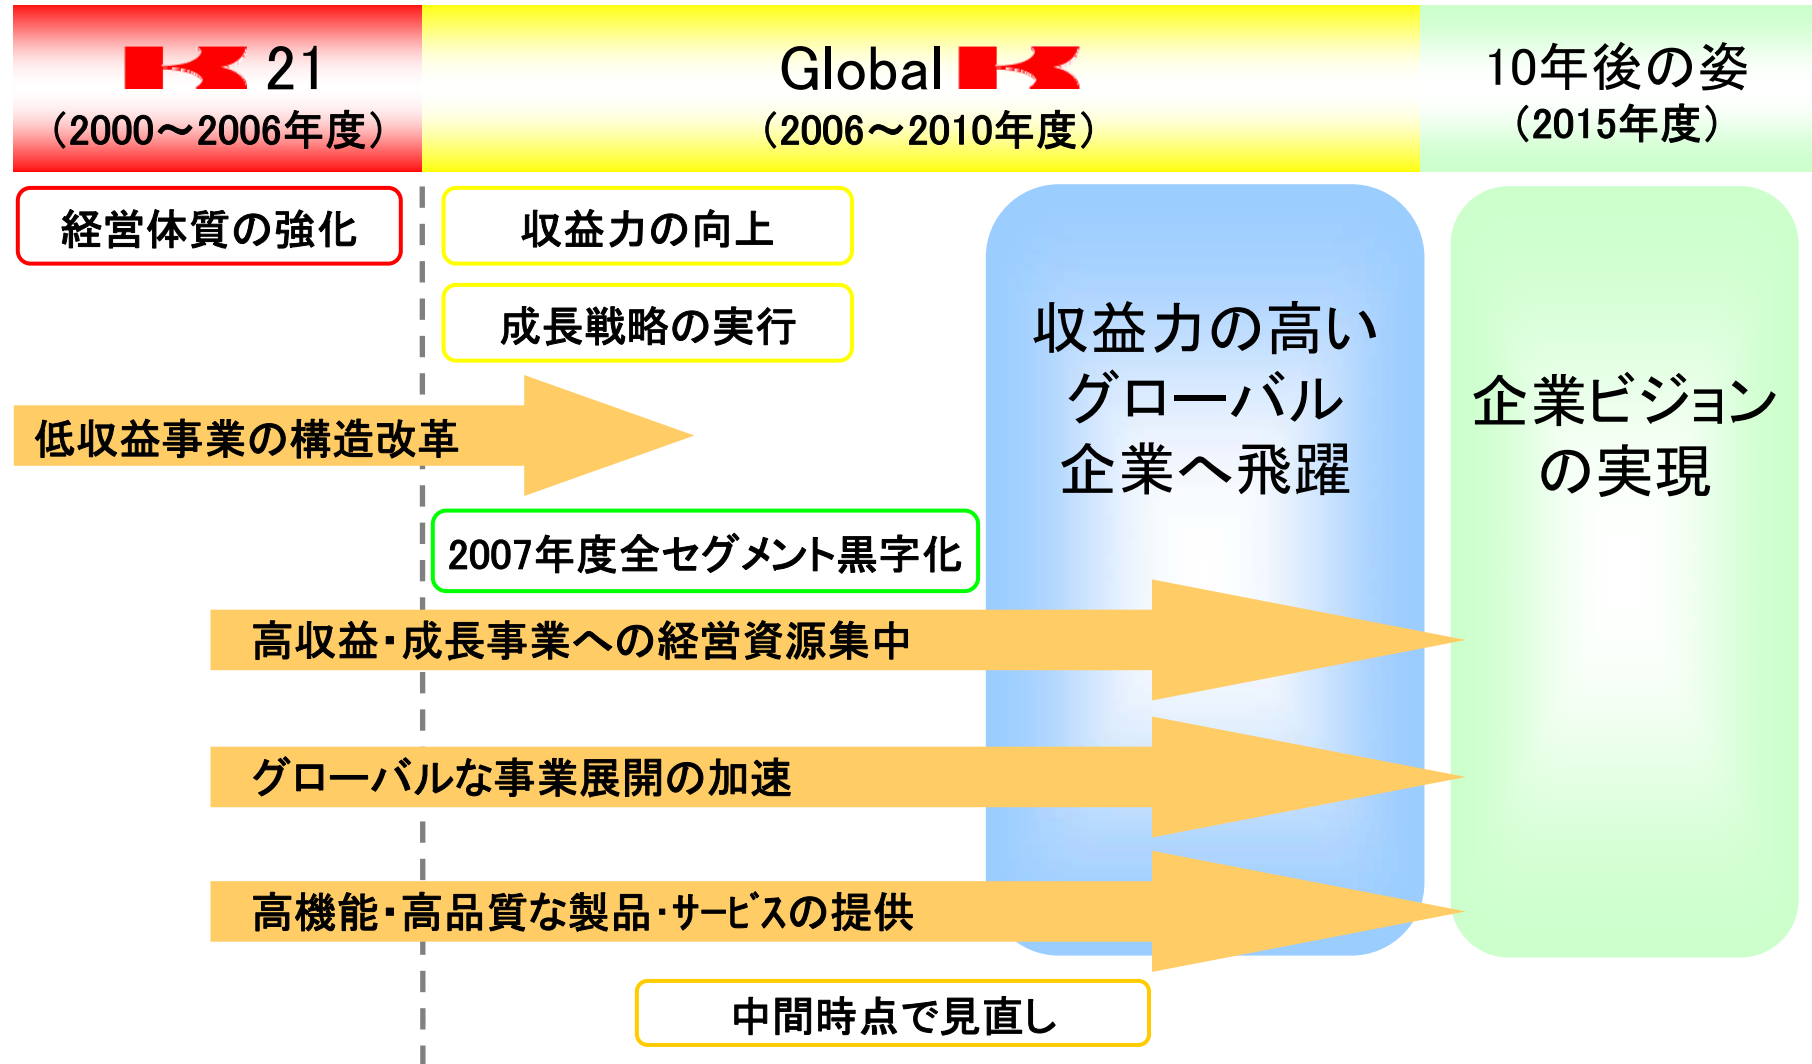 K 21
（2000～2006年度）
Global K
（2006～2010年度）
10年後の姿
（2015年度）
経営体質の強化
収益力の向上
成長戦略の実行
低収益事業の構造改革
2007年度全セグメント黒字化
収益力の高い
グローバル
企業へ飛躍
企業ビジョン
の実現
高収益・成長事業への経営資源集中
グローバルな事業展開の加速
高機能・高品質な製品・サービスの提供
中間時点で見直し